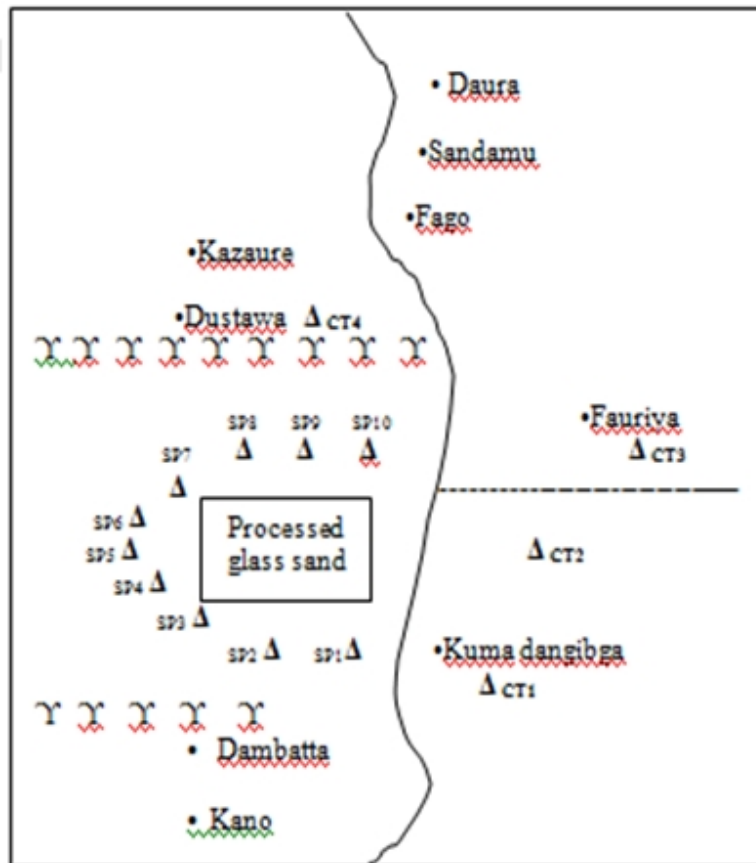 • Daura
•Sandamu
•Fago
•Kazaure
•Dustawa Δ CT4
ϒ ϒ ϒ ϒ ϒ ϒ ϒ ϒ ϒ
•Fauriya
Δ CT3
SP8 SP9 SP10
Δ Δ Δ
SP7
Δ
SP6 Δ
SP5 Δ
SP4 Δ
SP3 Δ
Processed
glass sand
Δ CT2
SP2 Δ SP1 Δ
•Kuma dangibga
Δ CT1
ϒ ϒ ϒ ϒ ϒ
• Dambatta
• Kano